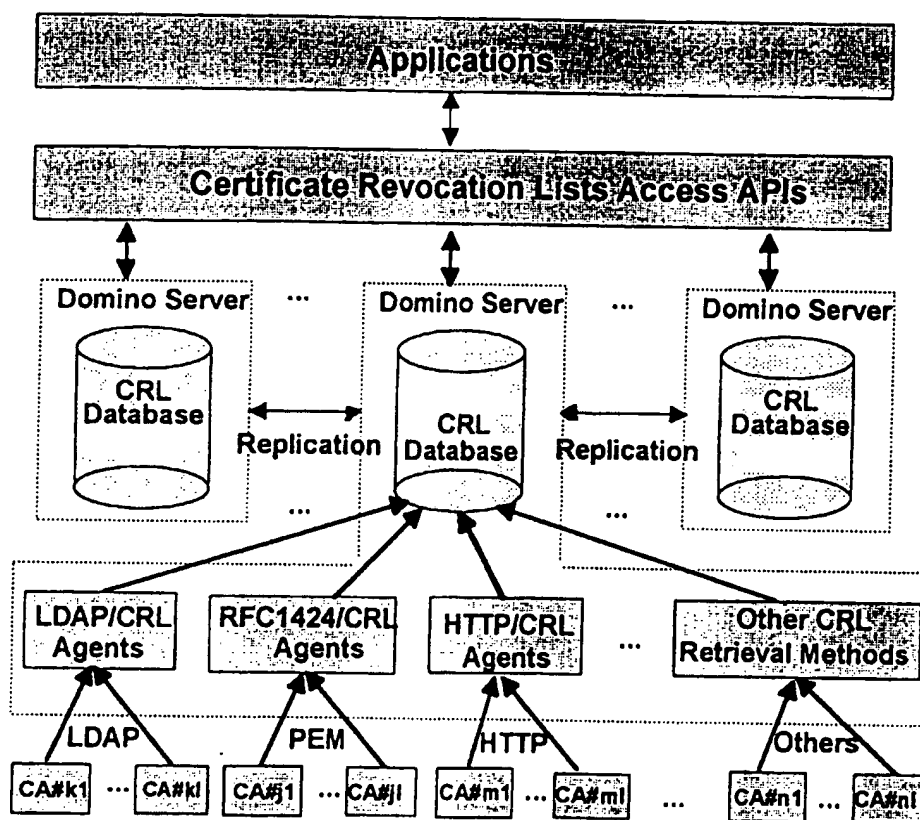 Applications
Certificate Revocation Lists Access APIs
Domino Server
...
Domino Server
...
Domino Server
CRL
Database
CRL
Database
CRL
Database
Replication
Replication
...
...
LDAP/CRL
Agents
RFC1424/CRL
Agents
HTTP/CRL
Agents
...
Other CRL
Retrieval Methods
LDAP
PEM
HTTP
Others
CA#k1
...
CA#kl
CA#j1
...
CA#jl
CA#m1
...
CA#ml
...
CA#n1
...
CA#nl